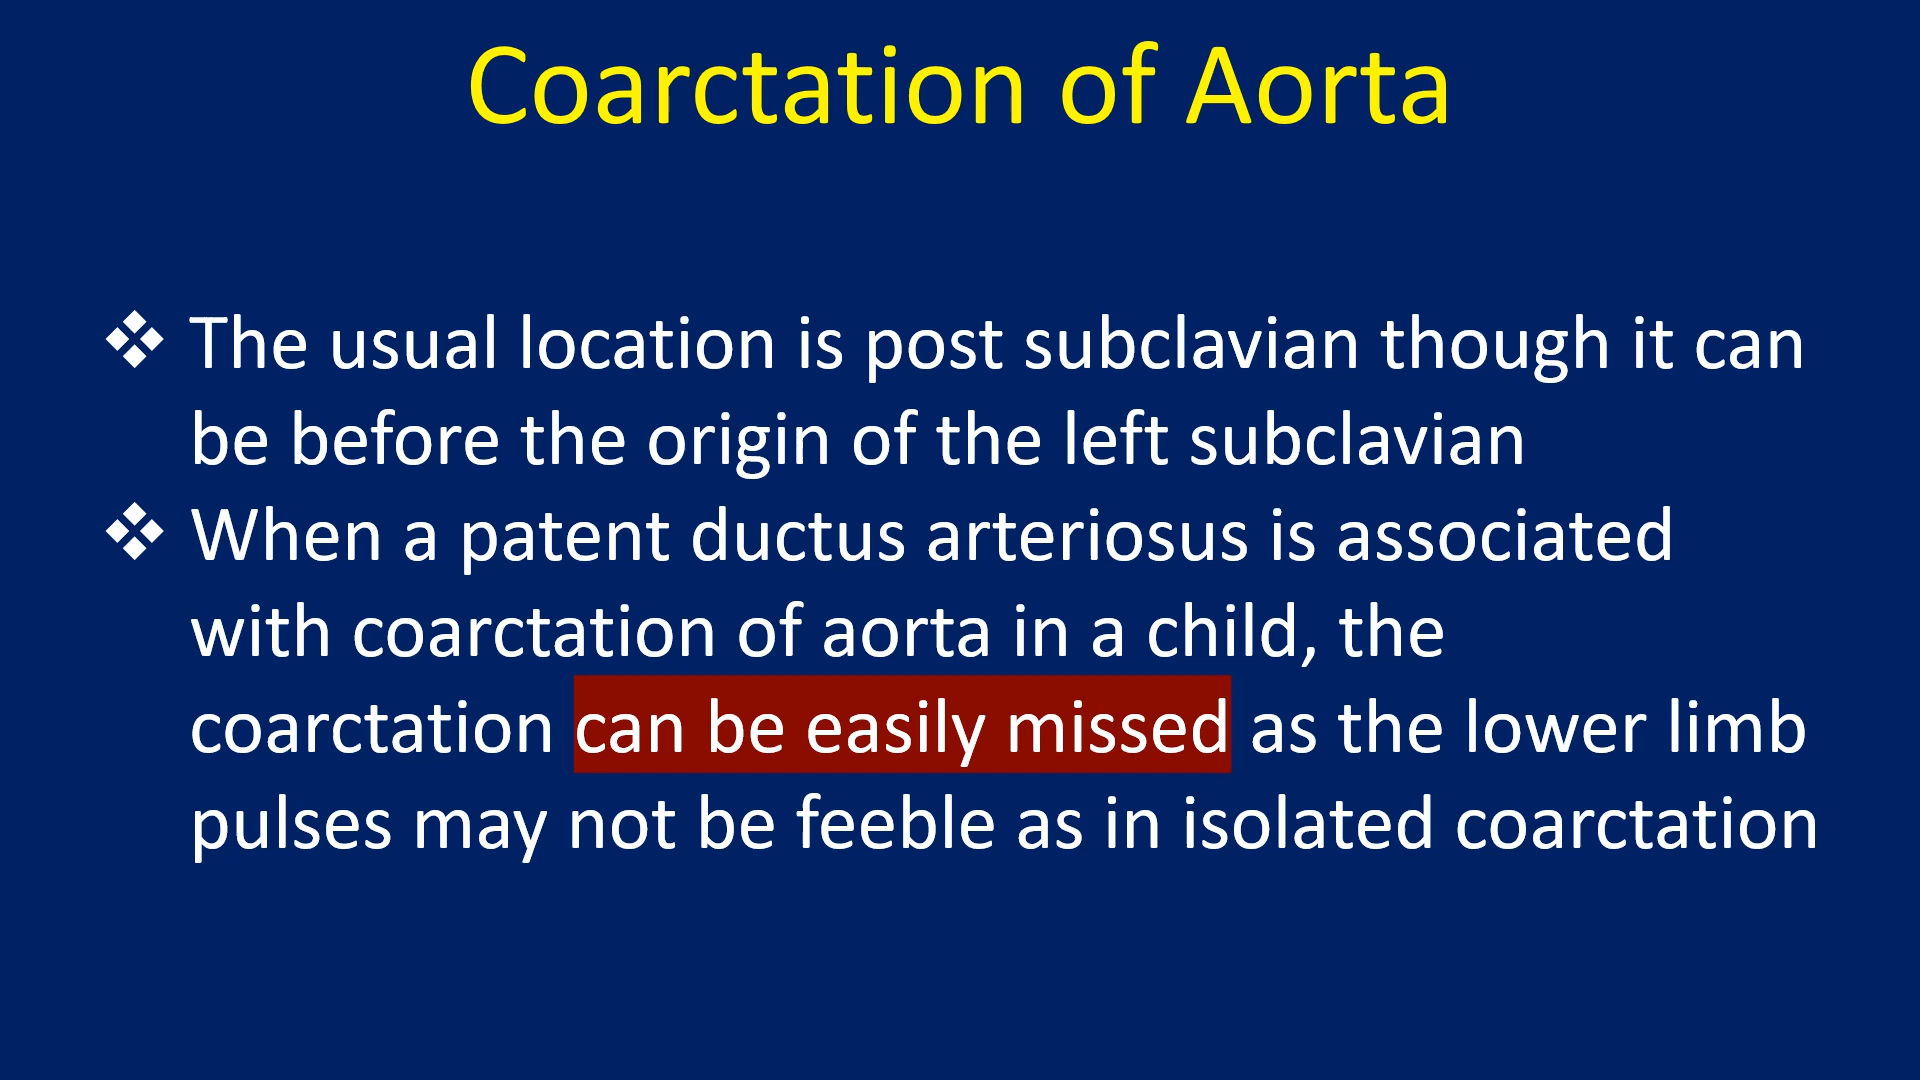 Coarctation of Aorta
❖ The usual location is post subclavian though it can
be before the origin of the left subclavian
❖ When a patent ductus arteriosus is associated
with coarctation of aorta in a child, the
coarctation can be easily missed as the lower limb
pulses may not be feeble as in isolated coarctation